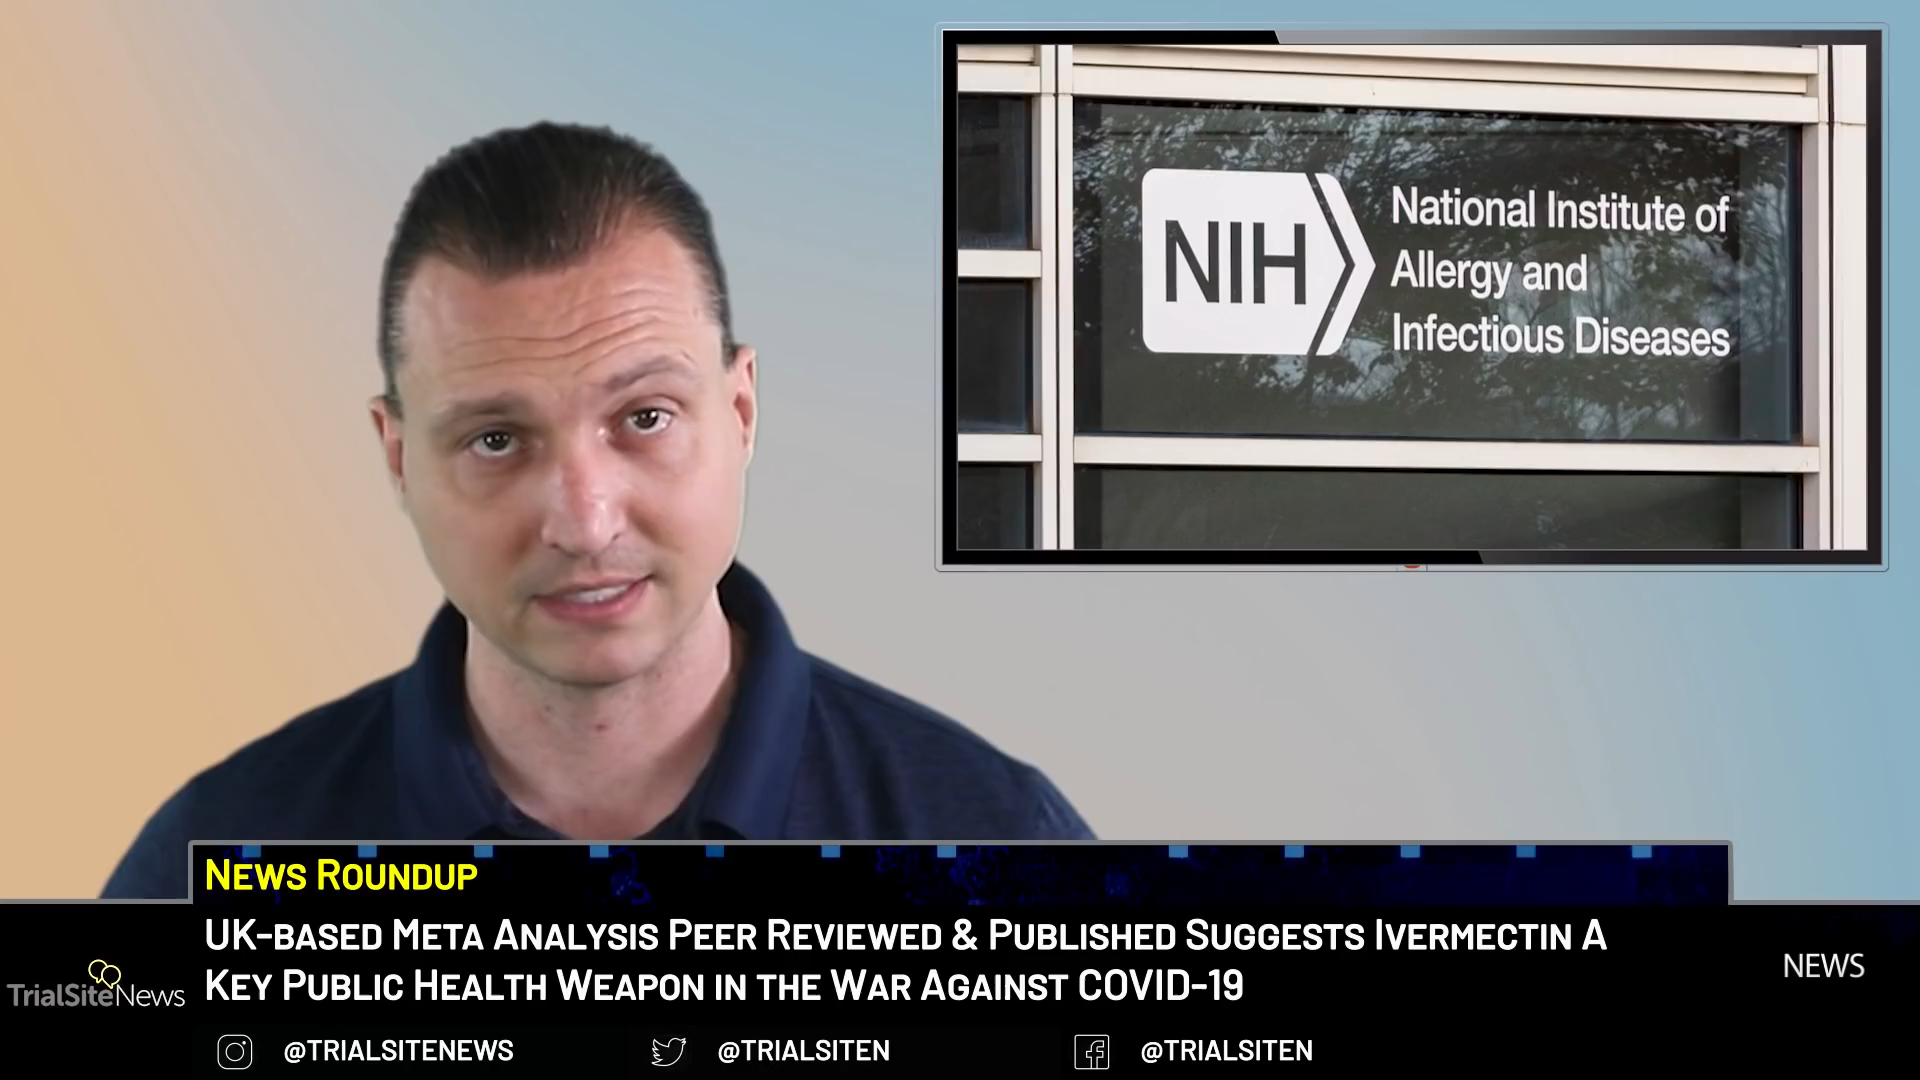 NIH
National Institute of
Allergy and
Infectious Diseases
News Roundup
UK-based Meta Analysis Peer Reviewed & Published Suggests Ivermectin A
Key Public Health Weapon in the War Against COVID-19
TrialSiteNews
NEWS
@TRIALSITENEWS
@TRIALSITEN
@TRIALSITEN